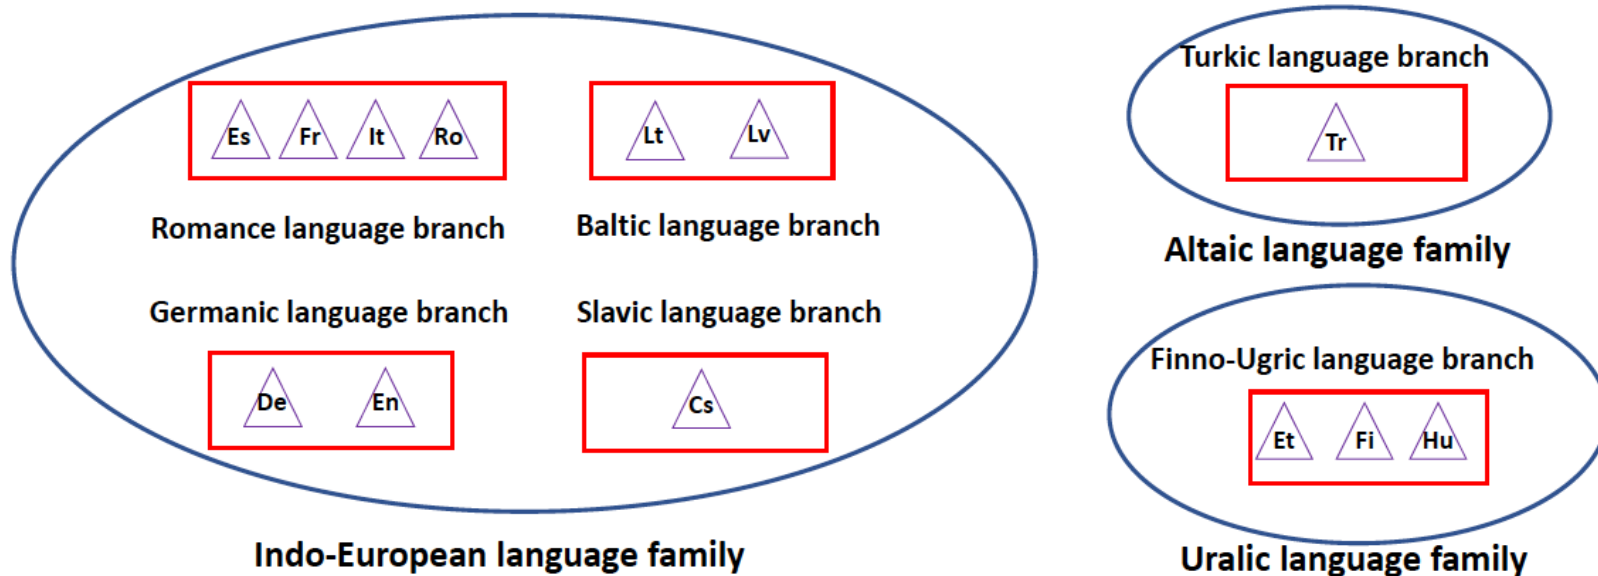 Es Fr It Ro
Romance language branch
Lt Lv
Baltic language branch
Germanic language branch
De En
Slavic language branch
Cs
Indo-European language family
Turkic language branch
Tr
Altaic language family
Finno-Ugric language branch
Et Fi Hu
Uralic language family